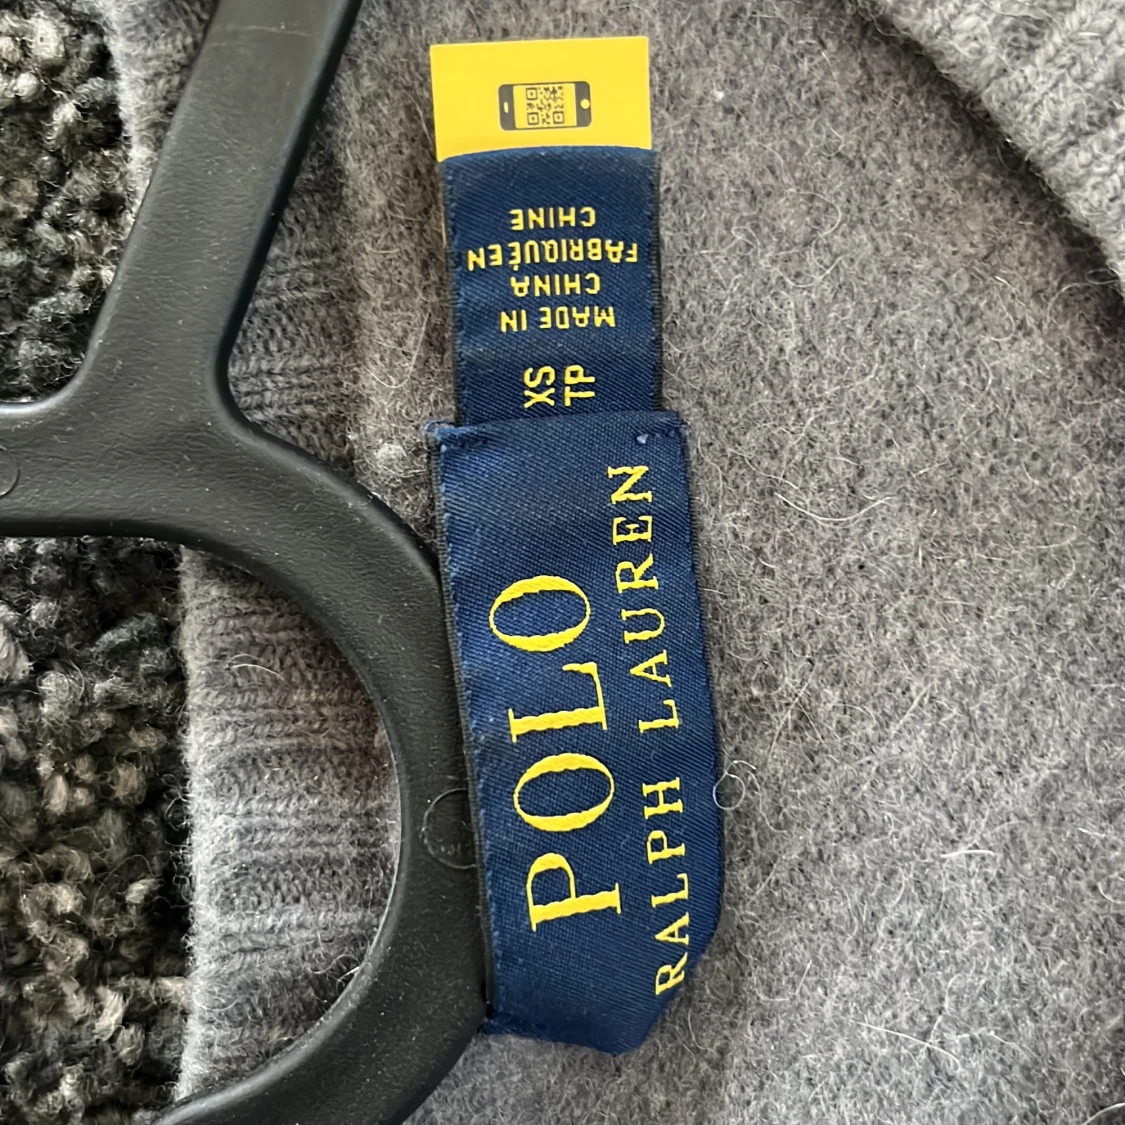 POLO
RALPH LAUREN
XS
TP
MADE IN
CHINA
FABRIQUÉ EN
CHINE